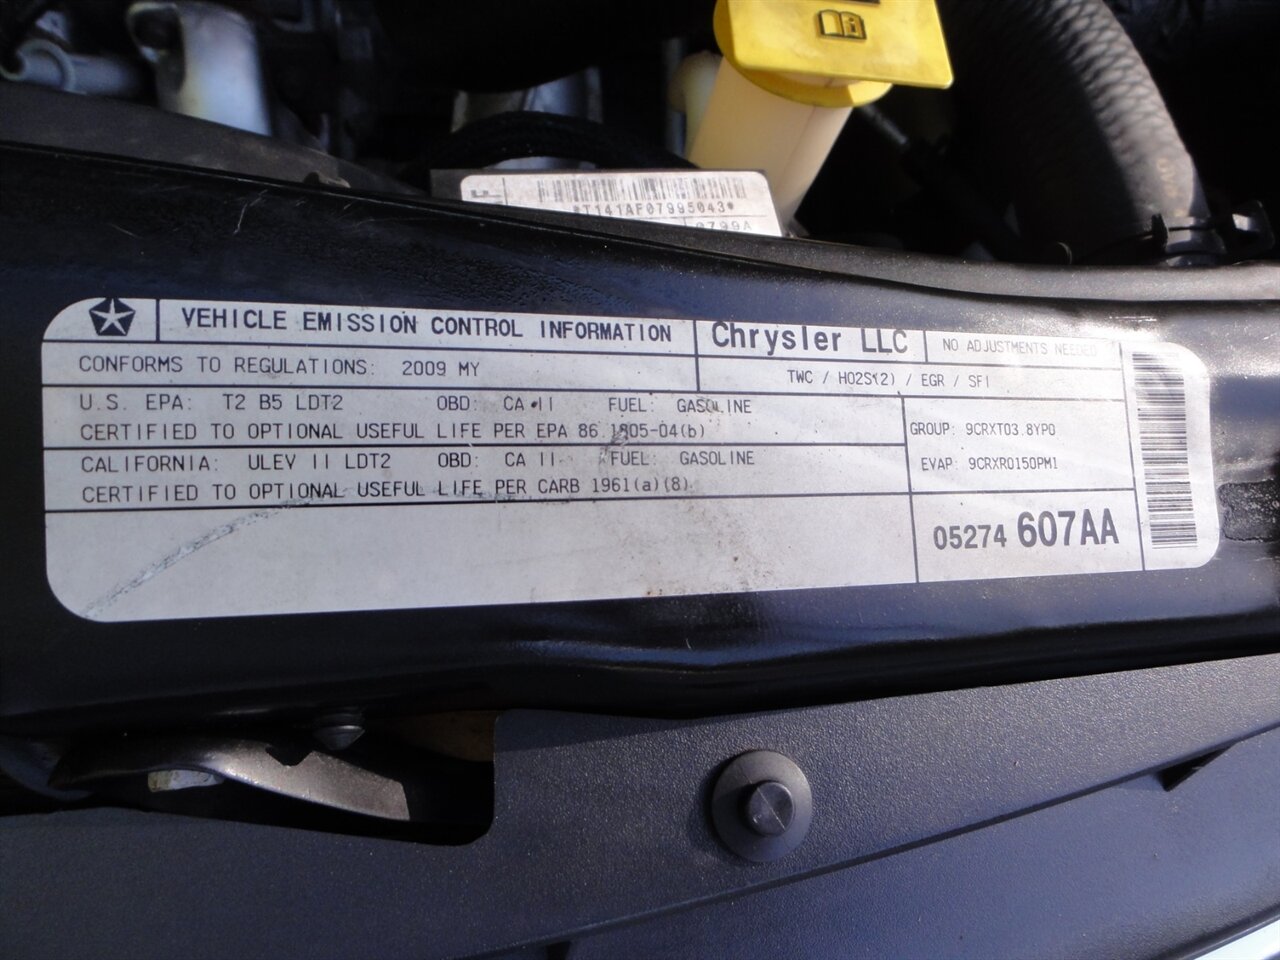 *T141AF07995043*
0799A
VEHICLE EMISSION CONTROL INFORMATION
Chrysler LLC
NO ADJUSTMENTS NEEDED
CONFORMS TO REGULATIONS: 2009 MY
TWC / HO2S(2) / EGR / SFI
U.S. EPA: T2 B5 LDT2 OBD: CA II FUEL: GASOLINE
CERTIFIED TO OPTIONAL USEFUL LIFE PER EPA 86.1805-04(b)
GROUP: 9CRXT03.8YP0
CALIFORNIA: ULEV II LDT2 OBD: CA II FUEL: GASOLINE
EVAP: 9CRXR0150PM1
CERTIFIED TO OPTIONAL USEFUL LIFE PER CARB 1961(a)(8)
05274 607AA